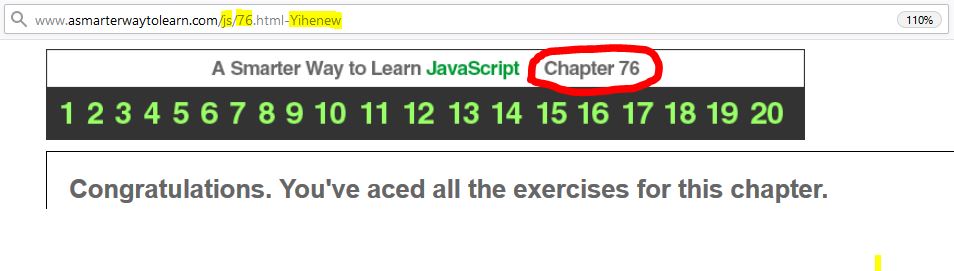 www.asmarterwaytolearn.com/js/76.html-Yihenew 110%
A Smarter Way to Learn JavaScript Chapter 76
1 2 3 4 5 6 7 8 9 10 11 12 13 14 15 16 17 18 19 20
Congratulations. You've aced all the exercises for this chapter.